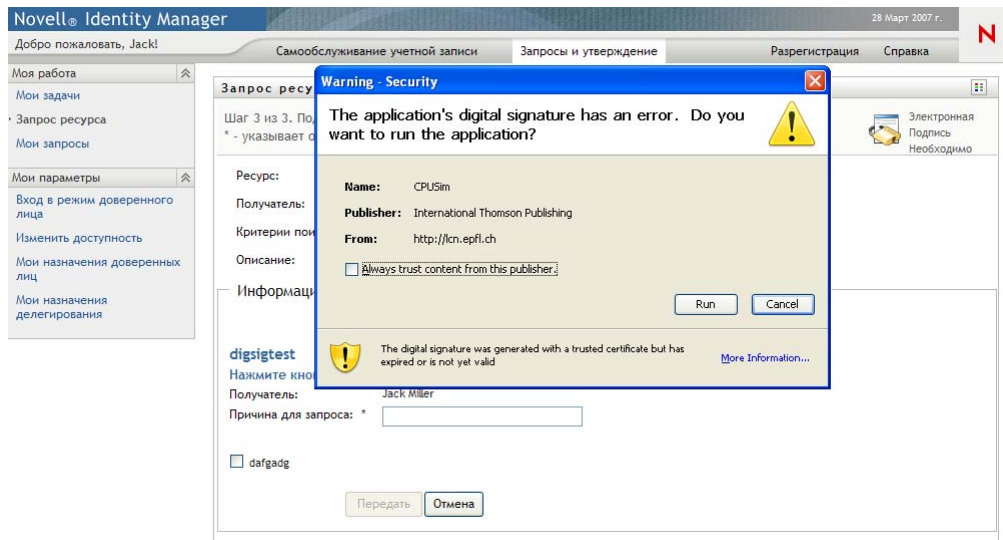 Novell® Identity Manager
28 Март 2007 г.
N
Добро пожаловать, Jack!
Самообслуживание учетной записи
Запросы и утверждение
Разрегистрация
Справка
Моя работа
Мои задачи
Запрос ресурса
Мои запросы
Мои параметры
Вход в режим доверенного
лица
Изменить доступность
Мои назначения доверенных
лиц
Мои назначения
делегирования
Запрос ресу
Шаг 3 из 3. По
* - указывает о
Электронная
Подпись
Необходимо
Ресурс:
Получатель:
Критерии пои
Описание:
Информаци
Warning - Security
The application's digital signature has an error. Do you
want to run the application?
Name: CPUSim
Publisher: International Thomson Publishing
From: http://lcn.epfl.ch
Always trust content from this publisher.
Run
Cancel
The digital signature was generated with a trusted certificate but has
expired or is not yet valid
More Information...
digsigtest
Нажмите кно
Получатель: Jack Miller
Причина для запроса: *
dafgadg
Передать
Отмена